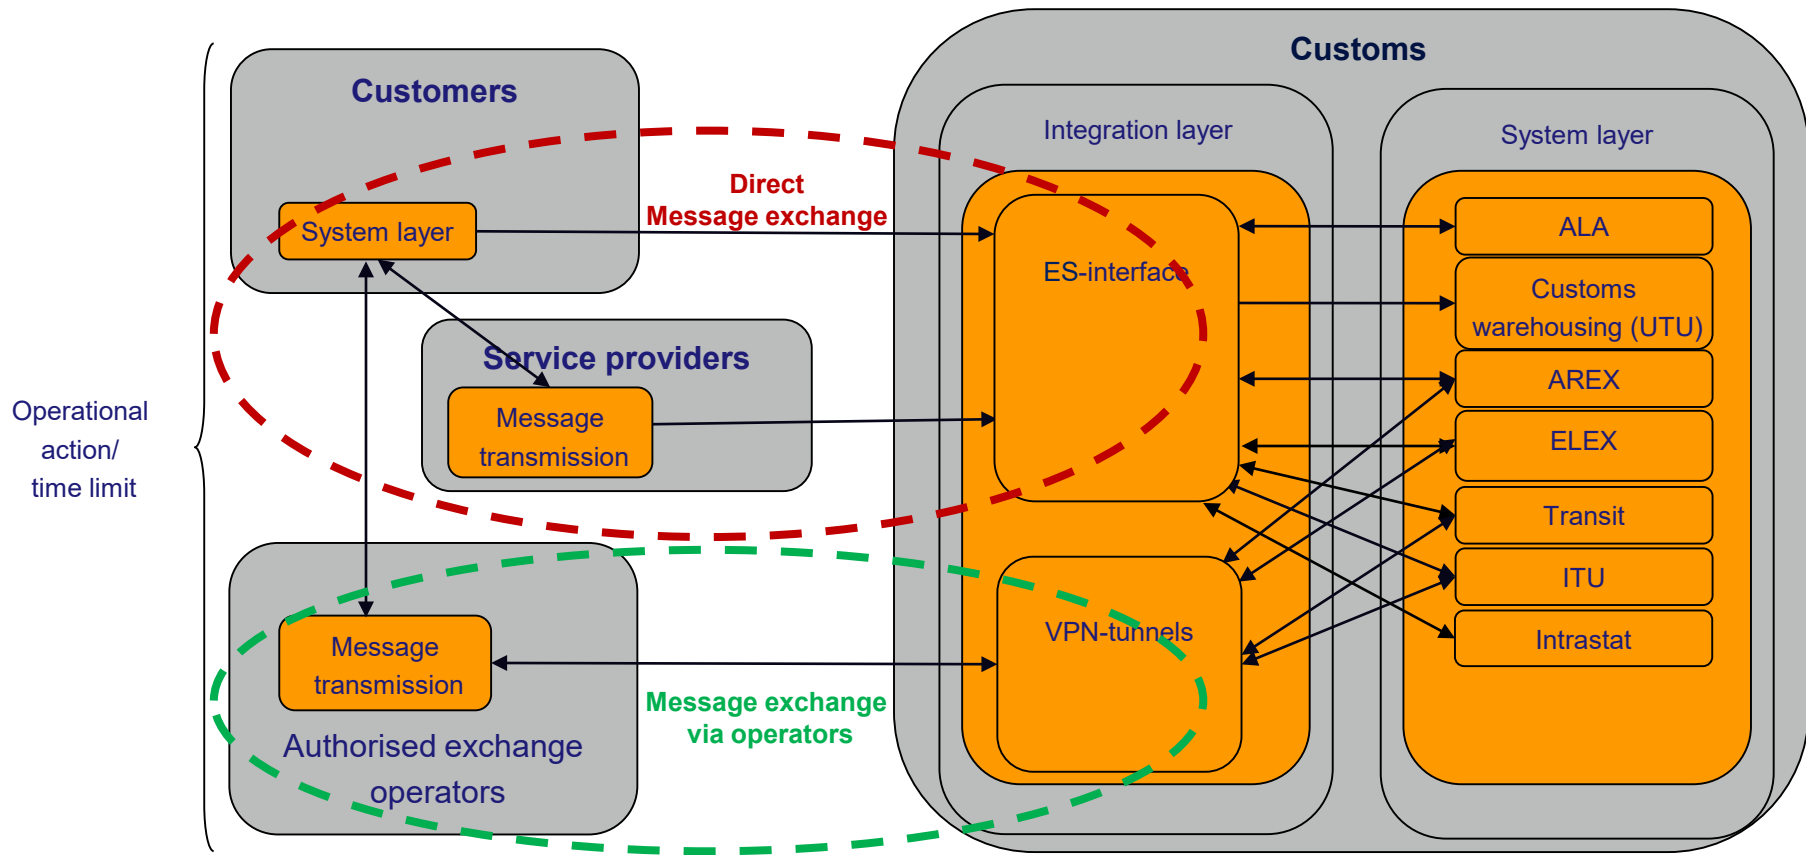 Customs
Customers
Integration layer
System layer
Direct
Message exchange
System layer
ES-interface
ALA
Customs
warehousing (UTU)
Service providers
AREX
Operational
action/
time limit
Message
transmission
ELEX
Transit
ITU
Message
transmission
VPN-tunnels
Intrastat
Message exchange
via operators
Authorised exchange
operators